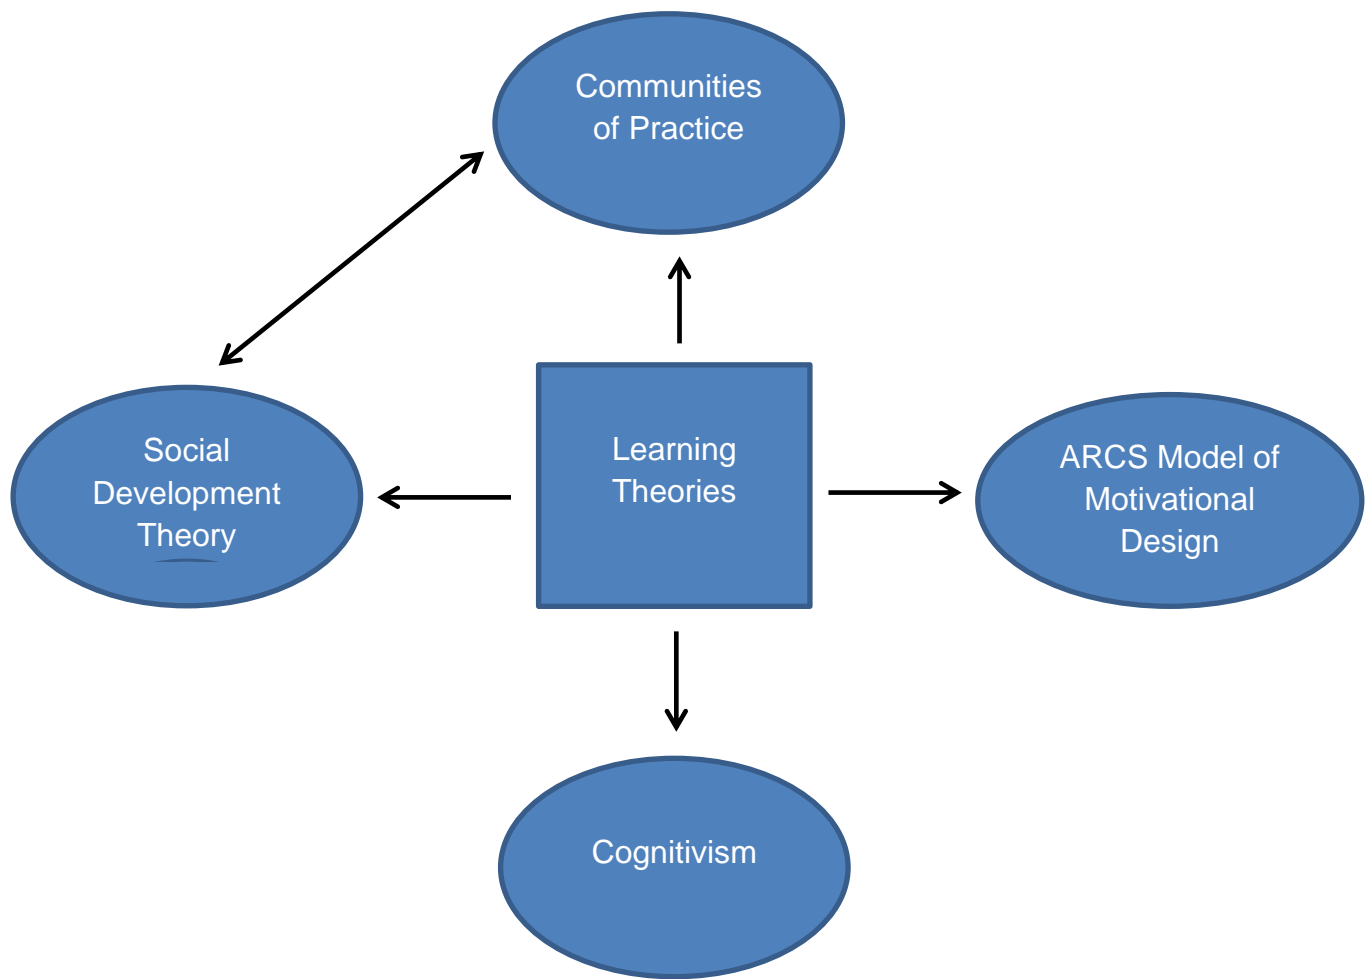 Communities
of Practice
Social
Development
Theory
Learning
Theories
ARCS Model of
Motivational
Design
Cognitivism